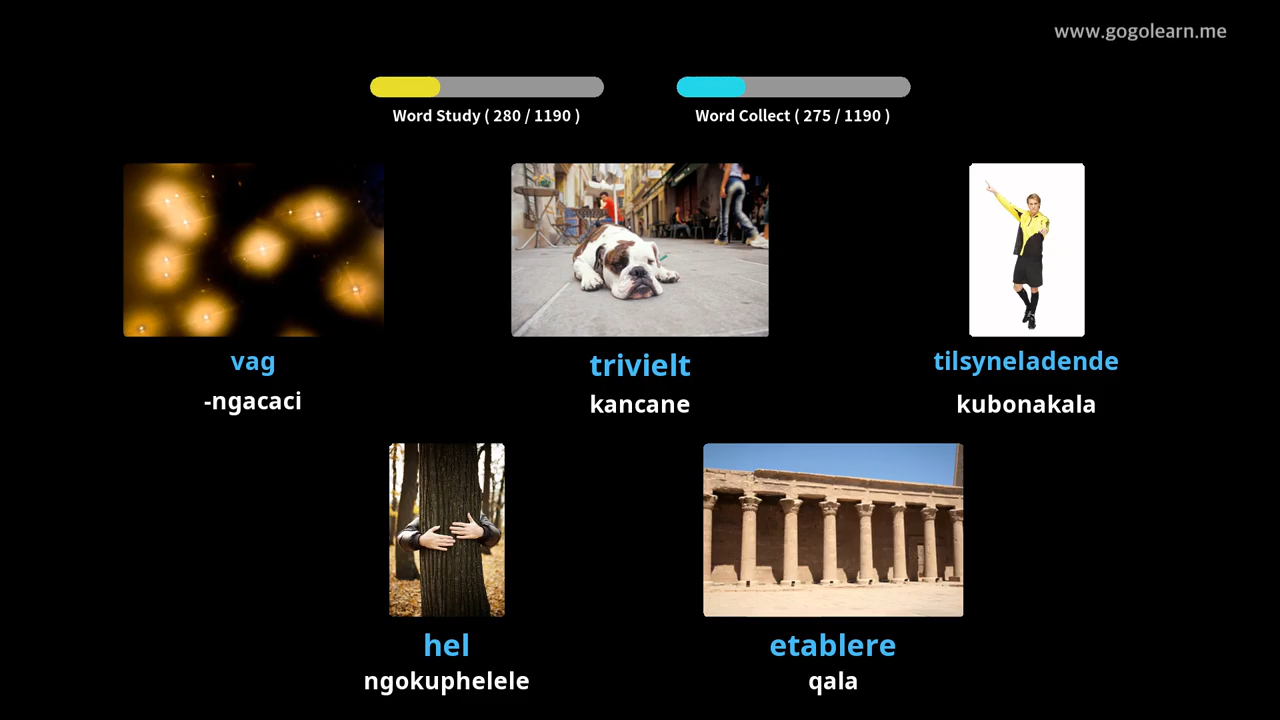 www.gogolearn.me
Word Study ( 280 / 1190 )
Word Collect ( 275 / 1190 )
vag
-ngacaci
trivielt
kancane
tilsyneladende
kubonakala
hel
ngokuphelele
etablere
qala